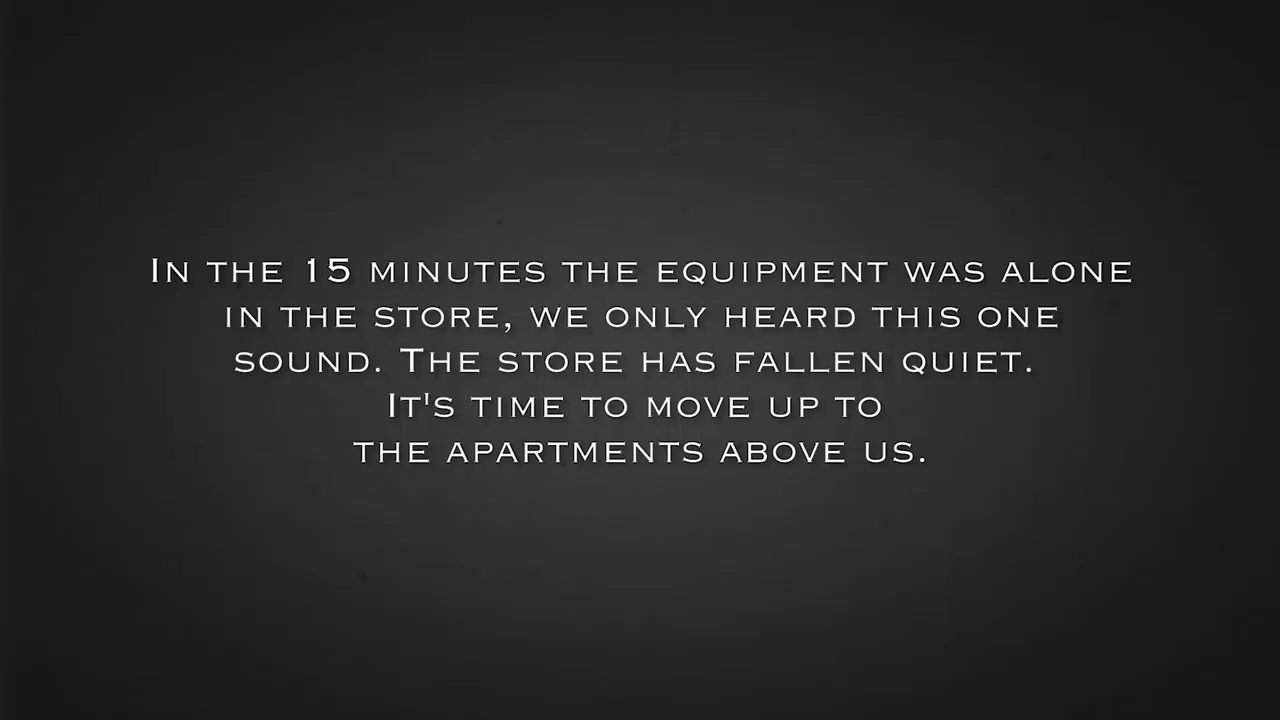 In the 15 minutes the equipment was alone
in the store, we only heard this one
sound. The store has fallen quiet.
It's time to move up to
the apartments above us.